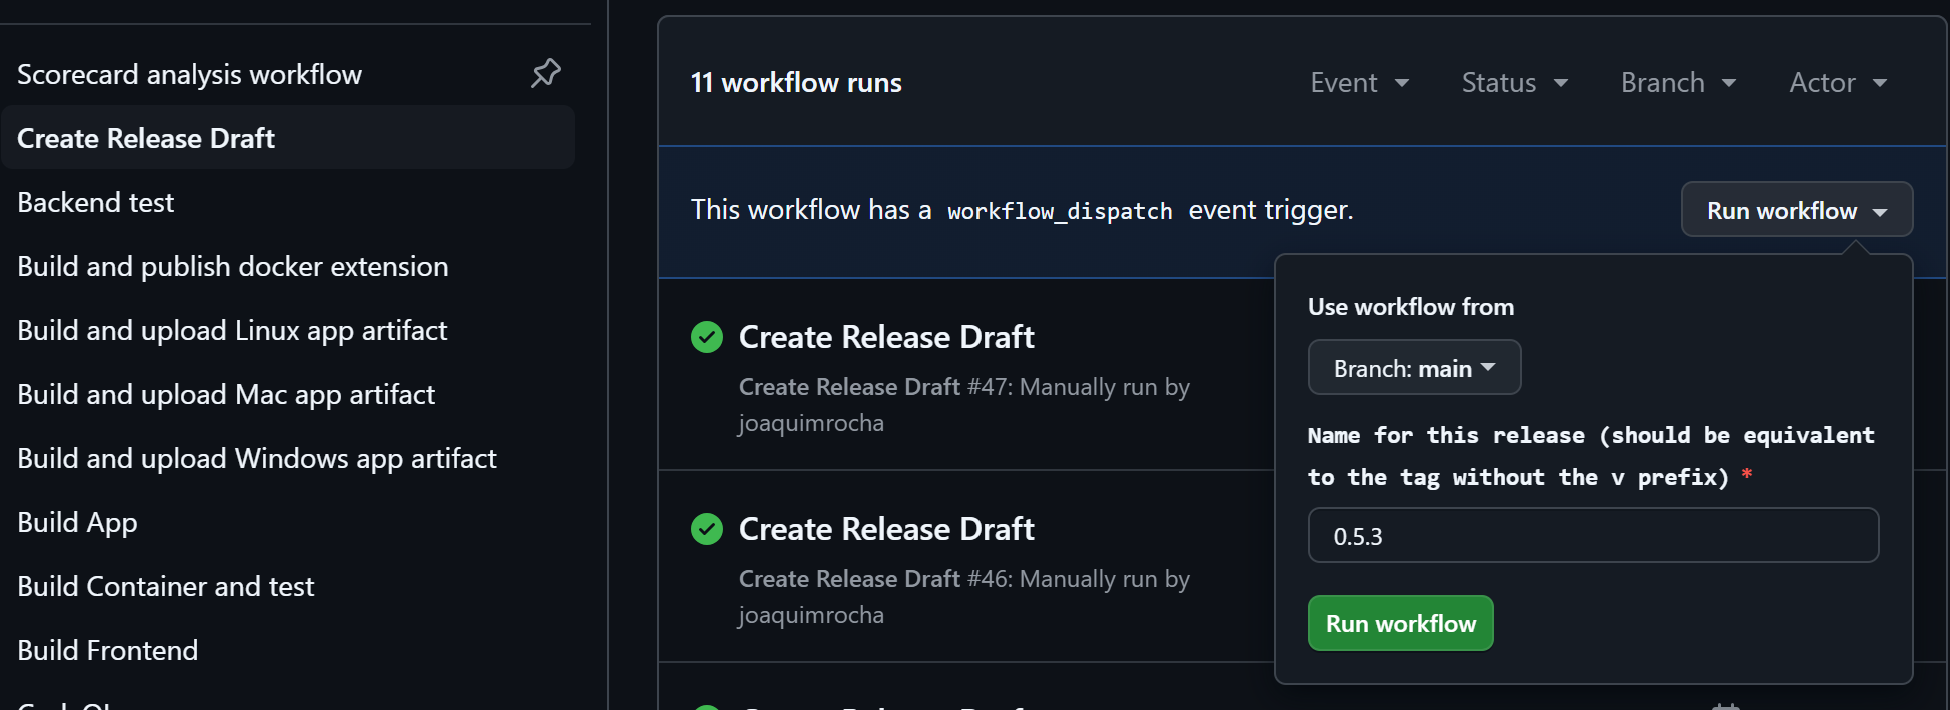 Scorecard analysis workflow
Create Release Draft
Backend test
Build and publish docker extension
Build and upload Linux app artifact
Build and upload Mac app artifact
Build and upload Windows app artifact
Build App
Build Container and test
Build Frontend
11 workflow runs
Event
Status
Branch
Actor
This workflow has a workflow_dispatch event trigger.
Run workflow
Create Release Draft
Create Release Draft #47: Manually run by
joaquimrocha
Create Release Draft
Create Release Draft #46: Manually run by
joaquimrocha
Use workflow from
Branch: main
Name for this release (should be equivalent
to the tag without the v prefix) *
0.5.3
Run workflow